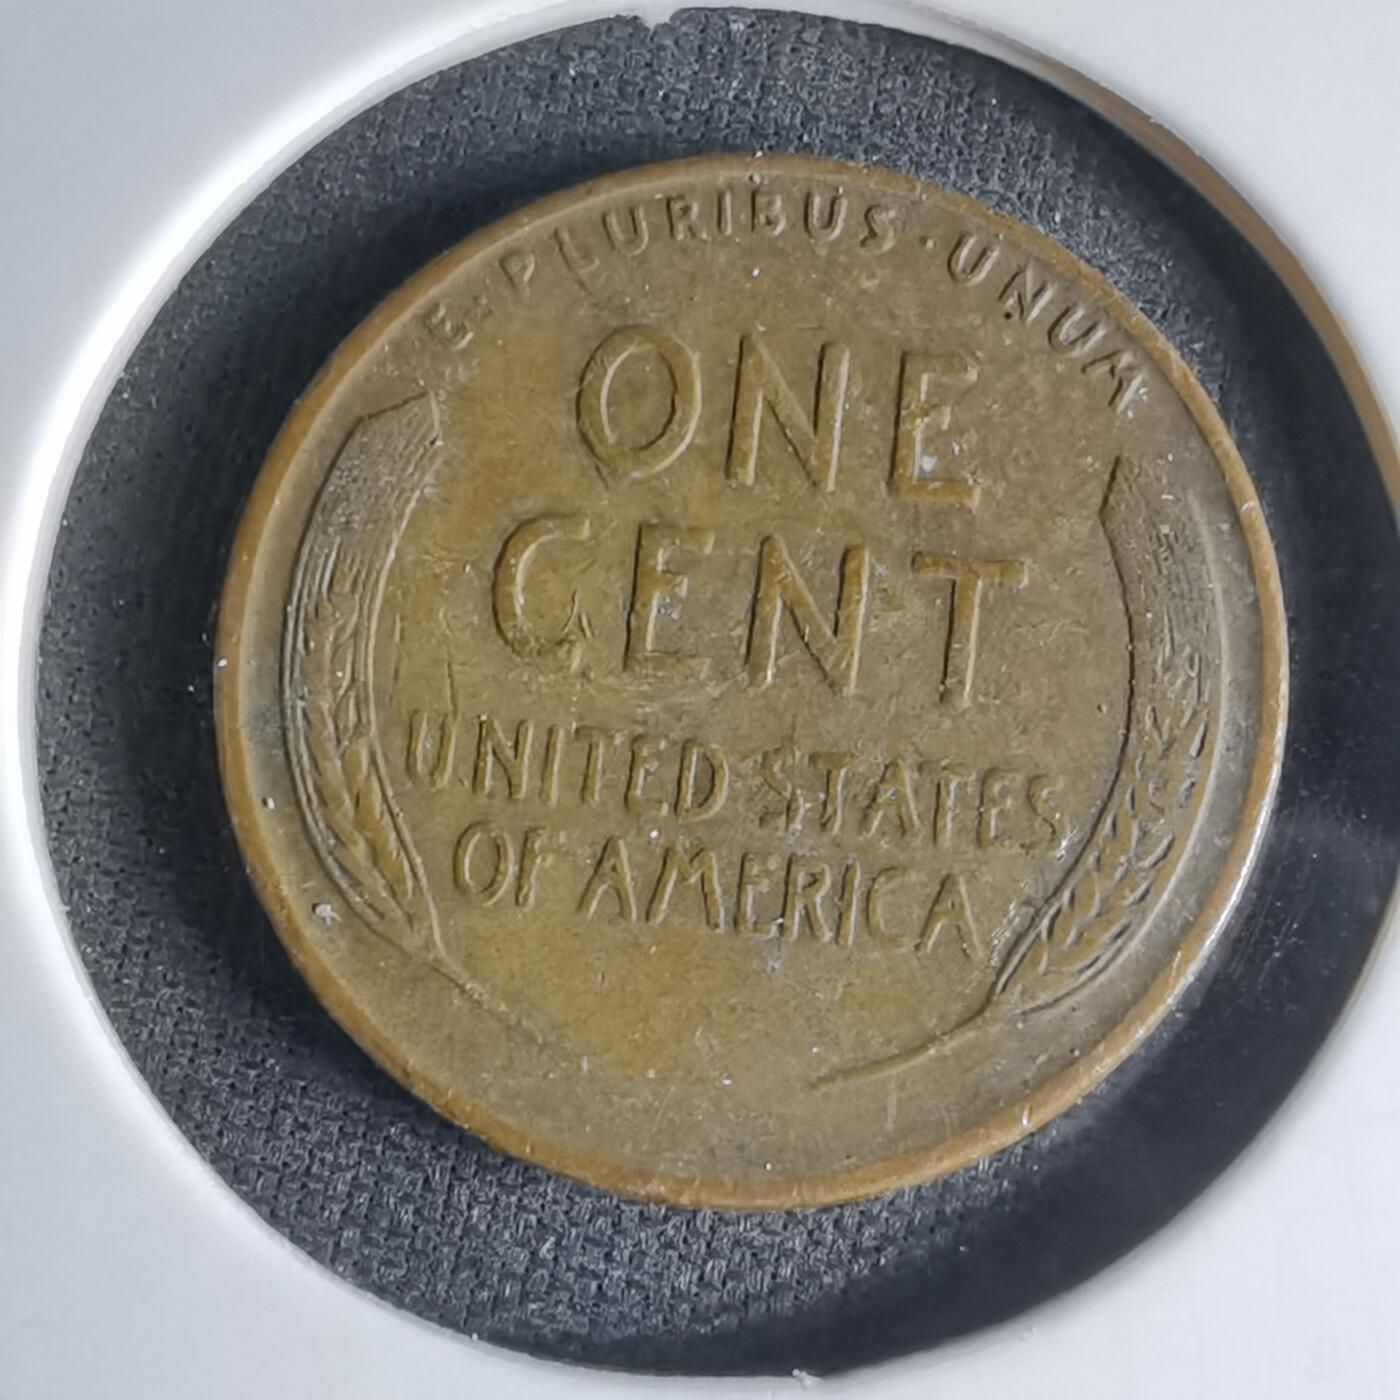 E·PLURIBUS·UNUM
ONE
CENT
UNITED STATES
OF AMERICA